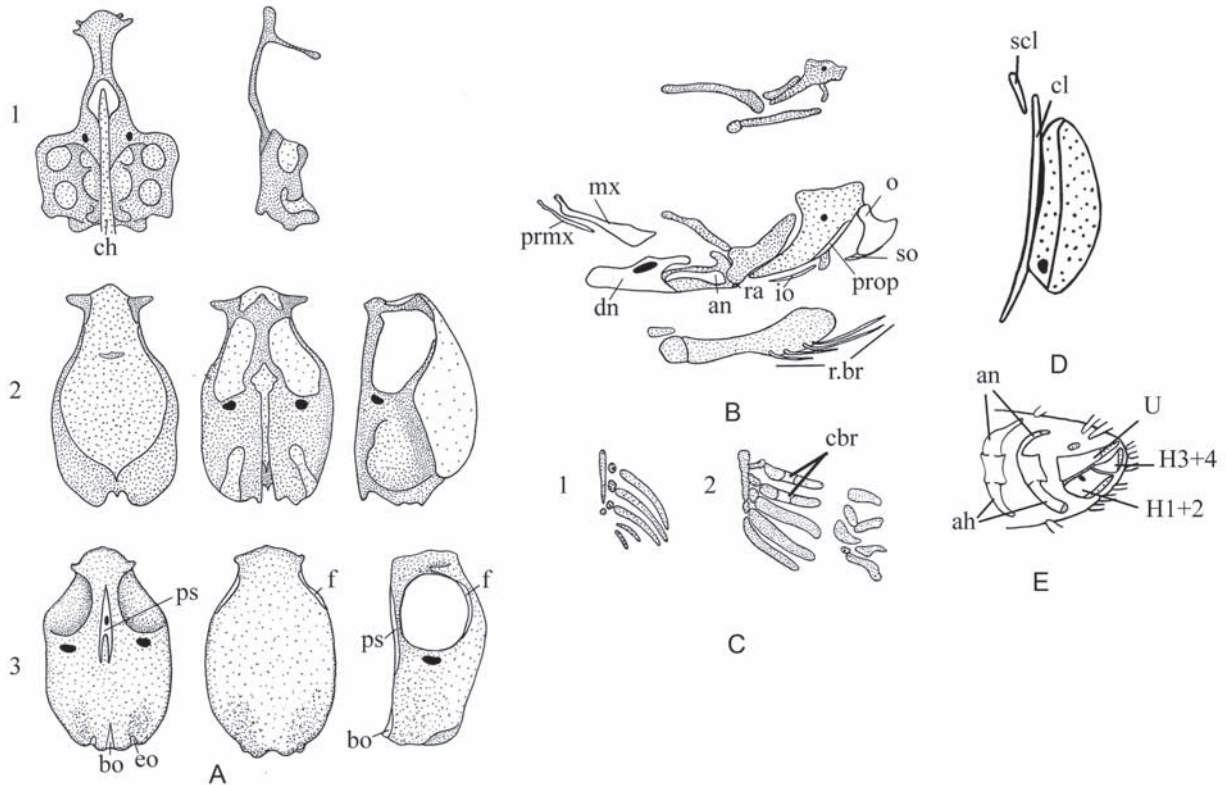 1
ch
2
3
ps
f
ps
f
bo
eo
bo
A
mx
prmx
o
so
prop
io
ra
an
dn
r.br
B
1
2
cbr
C
scl
cl
D
an
U
H3+4
H1+2
ah
E